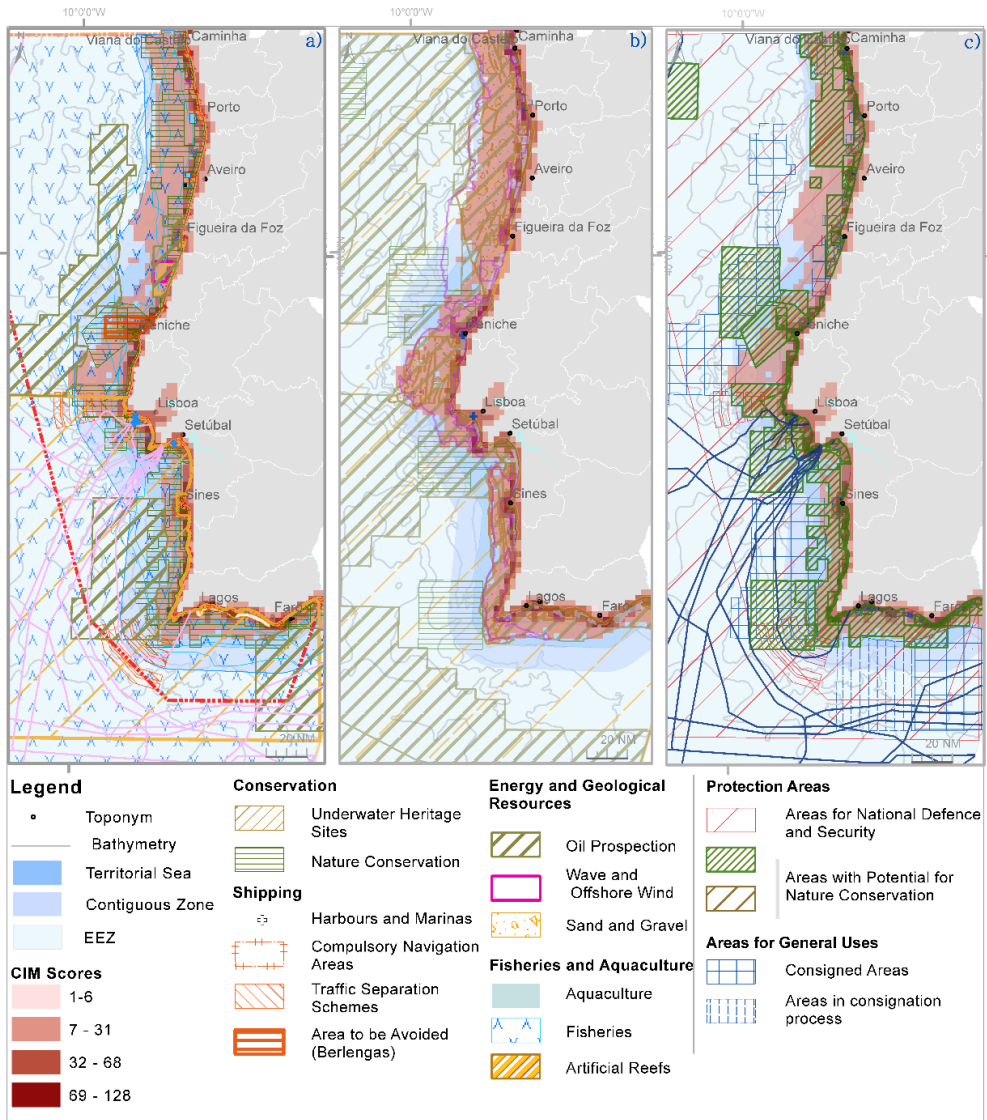 10°0'0"W
10°0'0"W
10°0'0"W
a)
b)
c)
N
Viana do Castelo
Caminha
Porto
Aveiro
Figueira da Foz
Peniche
Lisboa
Setúbal
Sines
Lagos
Faro
20 NM
Viana do Castelo
Caminha
Porto
Aveiro
Figueira da Foz
Peniche
Lisboa
Setúbal
Sines
Lagos
Faro
20 NM
Viana do Castelo
Caminha
Porto
Aveiro
Figueira da Foz
Peniche
Lisboa
Setúbal
Sines
Lagos
Faro
20 NM
Legend
Toponym
Bathymetry
Territorial Sea
Contiguous Zone
EEZ
CIM Scores
1-6
7 - 31
32 - 68
69 - 128
Conservation
Underwater Heritage
Sites
Nature Conservation
Shipping
Harbours and Marinas
Compulsory Navigation
Areas
Traffic Separation
Schemes
Area to be Avoided
(Berlengas)
Energy and Geological
Resources
Oil Prospection
Wave and
Offshore Wind
Sand and Gravel
Fisheries and Aquaculture
Aquaculture
Fisheries
Artificial Reefs
Protection Areas
Areas for National Defence
and Security
Areas with Potential for
Nature Conservation
Areas for General Uses
Consigned Areas
Areas in consignation
process